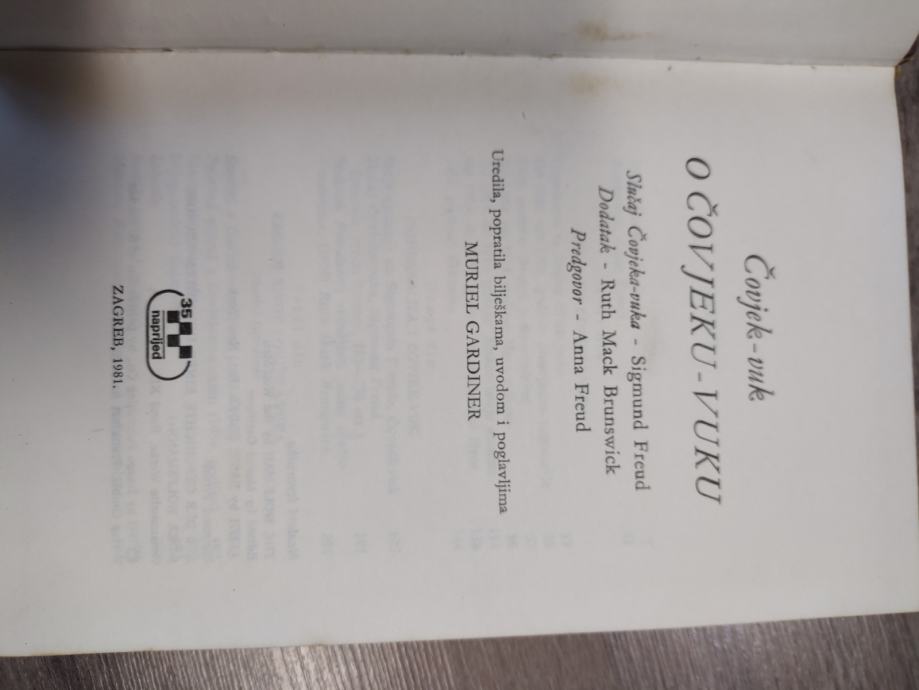 Čovjek-vuk
O ČOVJEKU-VUKU
Slučaj Čovjeka-vuka - Sigmund Freud
Dodatak - Ruth Mack Brunswick
Predgovor - Anna Freud
Uredila, popratila bilješkama, uvodom i poglavljima
MURIEL GARDINER
35
naprijed
ZAGREB, 1981.